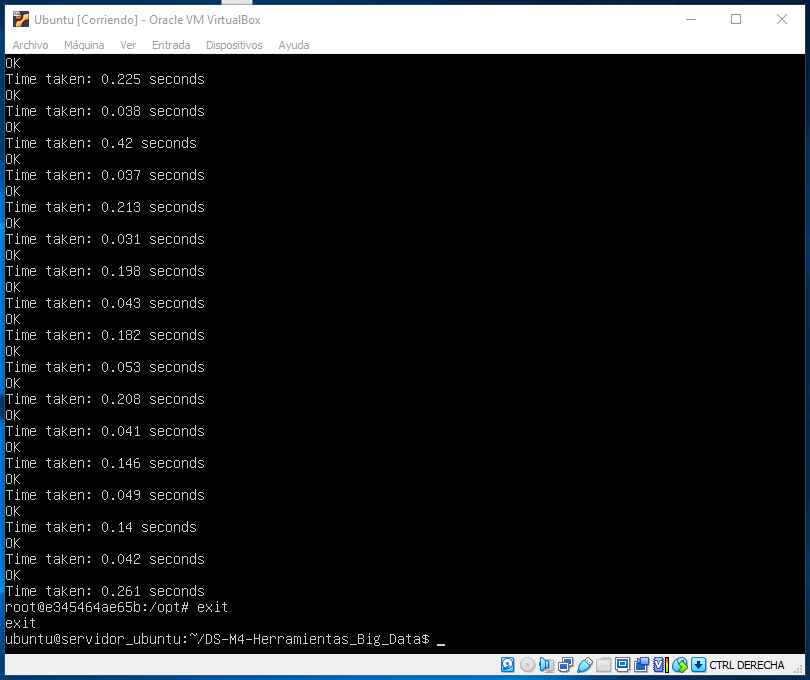 Ubuntu [Corriendo] - Oracle VM VirtualBox
Archivo Máquina Ver Entrada Dispositivos Ayuda
OK
Time taken: 0.225 seconds
OK
Time taken: 0.038 seconds
OK
Time taken: 0.42 seconds
OK
Time taken: 0.037 seconds
OK
Time taken: 0.213 seconds
OK
Time taken: 0.031 seconds
OK
Time taken: 0.198 seconds
OK
Time taken: 0.043 seconds
OK
Time taken: 0.182 seconds
OK
Time taken: 0.053 seconds
OK
Time taken: 0.208 seconds
OK
Time taken: 0.041 seconds
OK
Time taken: 0.146 seconds
OK
Time taken: 0.049 seconds
OK
Time taken: 0.14 seconds
OK
Time taken: 0.042 seconds
OK
Time taken: 0.261 seconds
root@e345464ae65b:/opt# exit
exit
ubuntu@servidor_ubuntu:~/DS-M4-Herramientas_Big_Data$ _
CTRL DERECHA